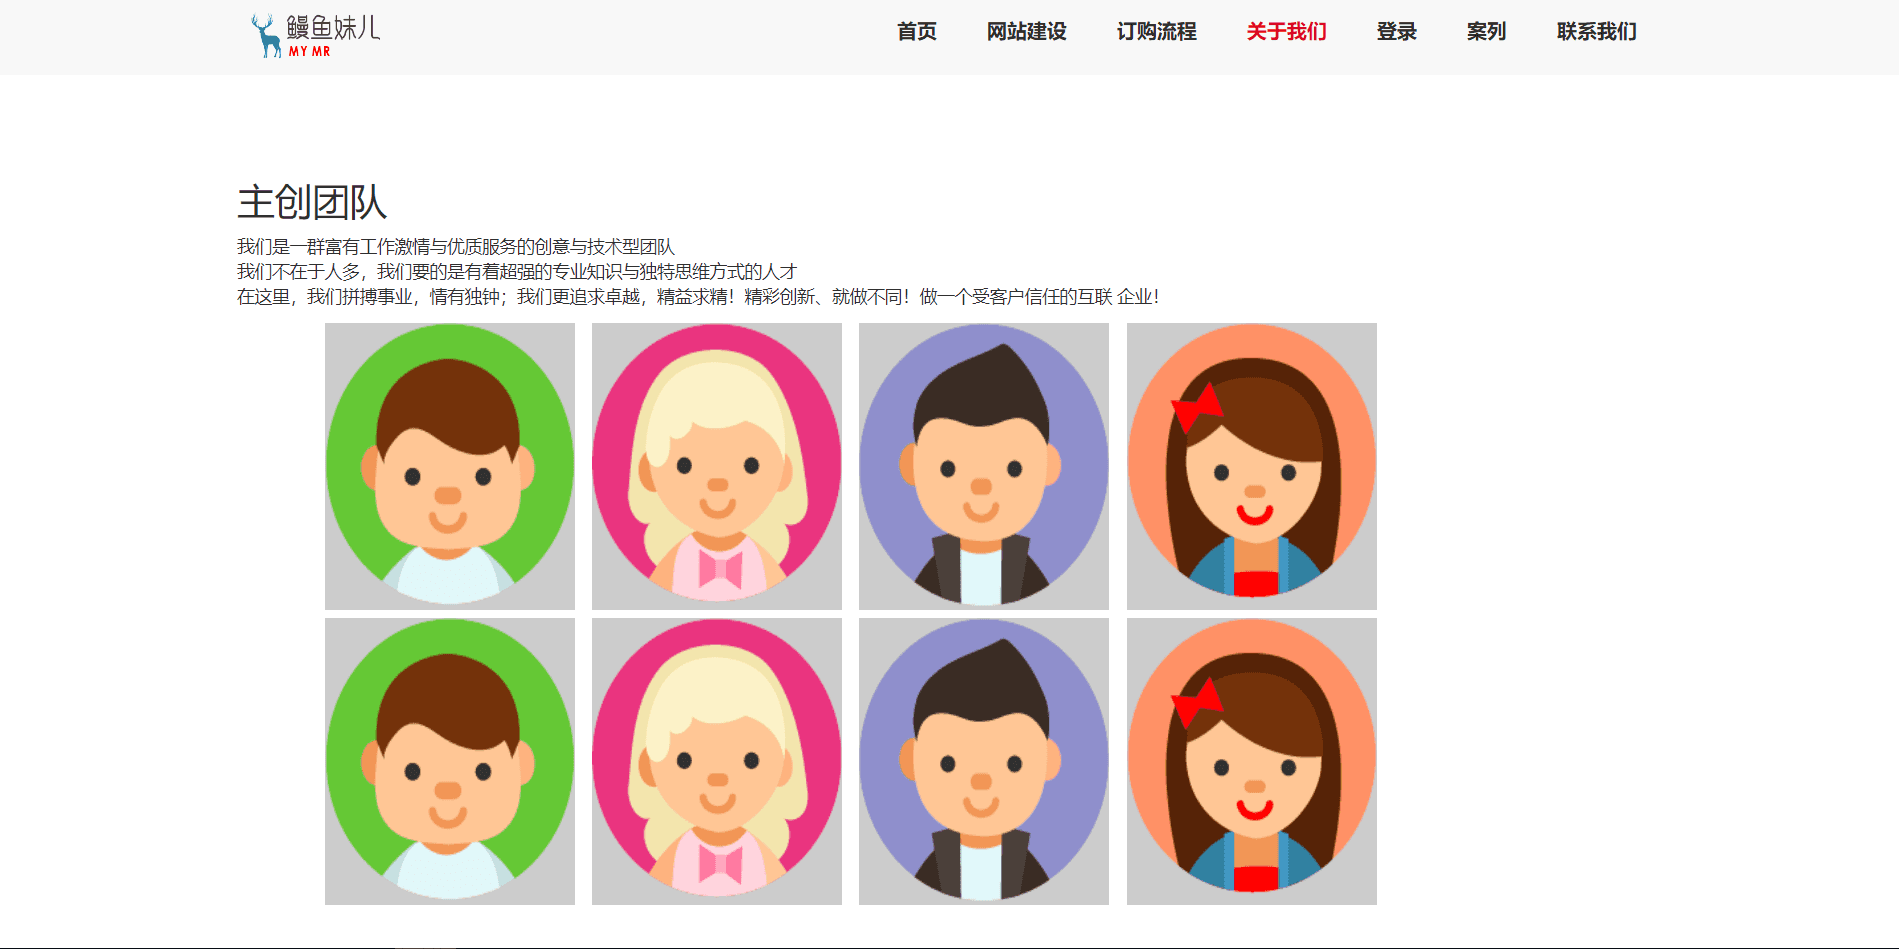 鳗鱼妹儿
MY MR
首页 网站建设 订购流程 关于我们 登录 案列 联系我们
主创团队
我们是一群富有工作激情与优质服务的创意与技术型团队
我们不在于人多，我们要的是有着超强的专业知识与独特思维方式的人才
在这里，我们拼搏事业，情有独钟；我们更追求卓越，精益求精！精彩创新、就做不同！做一个受客户信任的互联 企业！